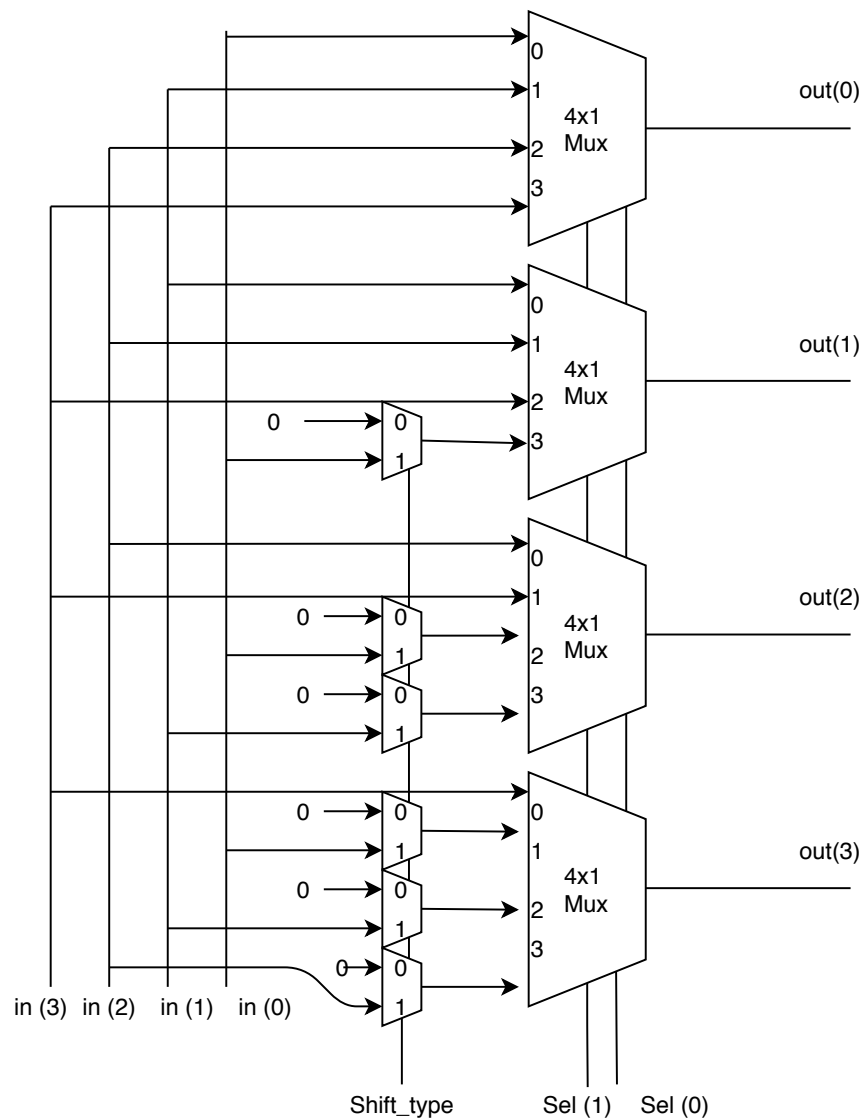 0
1
4x1
Mux
2
3
out(0)
0
1
4x1
Mux
2
3
out(1)
0
0
1
0
1
4x1
Mux
2
3
out(2)
0
0
1
0
0
1
0
1
4x1
Mux
2
3
out(3)
0
0
1
0
0
1
0
0
1
in (3)
in (2)
in (1)
in (0)
Shift_type
Sel (1)
Sel (0)